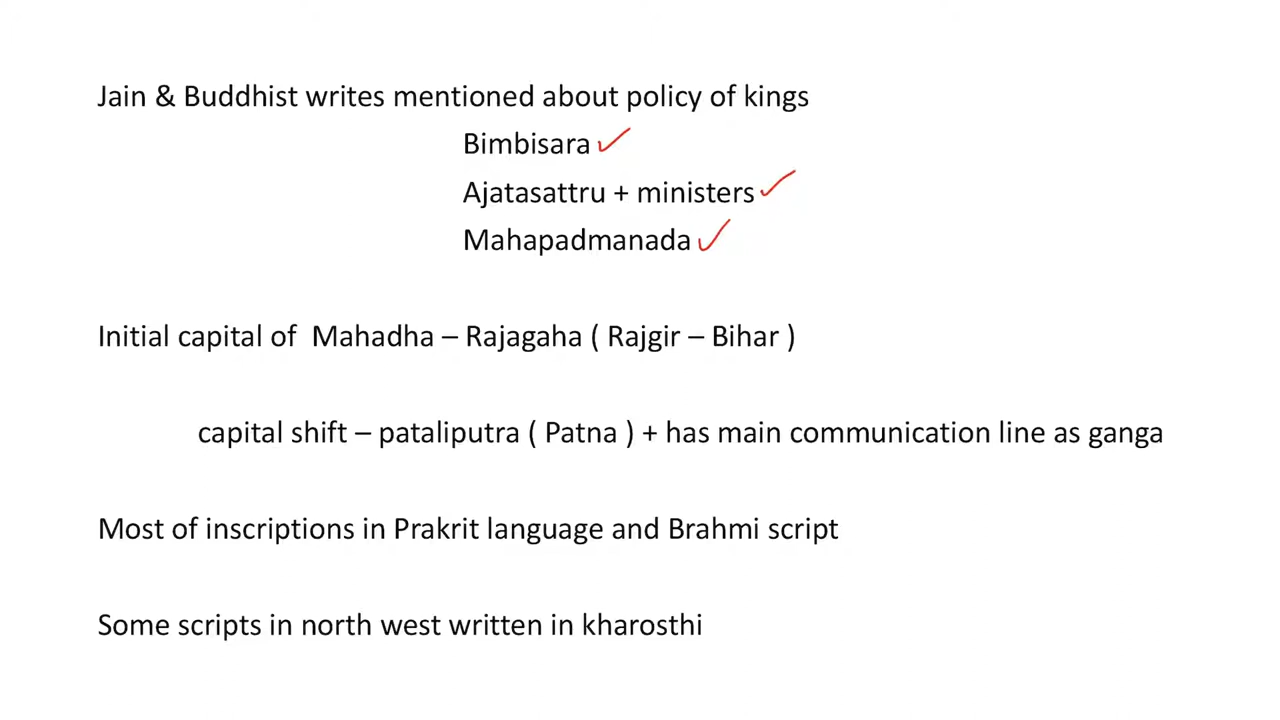 Jain & Buddhist writes mentioned about policy of kings
Bimbisara
Ajatasattru + ministers
Mahapadmanada
Initial capital of Mahadha – Rajagaha ( Rajgir – Bihar )
capital shift – pataliputra ( Patna ) + has main communication line as ganga
Most of inscriptions in Prakrit language and Brahmi script
Some scripts in north west written in kharosthi